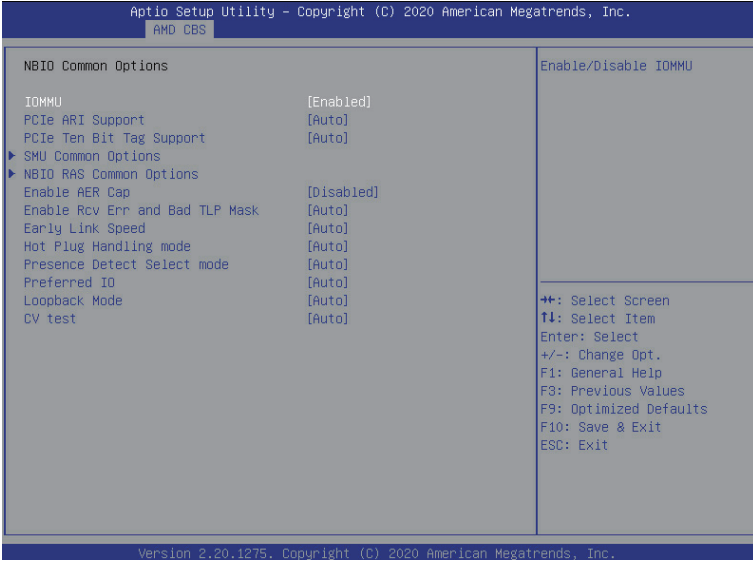 Aptio Setup Utility – Copyright (C) 2020 American Megatrends, Inc.
AMD CBS
NBIO Common Options
Enable/Disable IOMMU
IOMMU [Enabled]
PCIe ARI Support [Auto]
PCIe Ten Bit Tag Support [Auto]
SMU Common Options
NBIO RAS Common Options
Enable AER Cap [Disabled]
Enable Rcv Err and Bad TLP Mask [Auto]
Early Link Speed [Auto]
Hot Plug Handling mode [Auto]
Presence Detect Select mode [Auto]
Preferred IO [Auto]
Loopback Mode [Auto]
CV test [Auto]
→←: Select Screen
↑↓: Select Item
Enter: Select
+/-: Change Opt.
F1: General Help
F3: Previous Values
F9: Optimized Defaults
F10: Save & Exit
ESC: Exit
Version 2.20.1275. Copyright (C) 2020 American Megatrends, Inc.